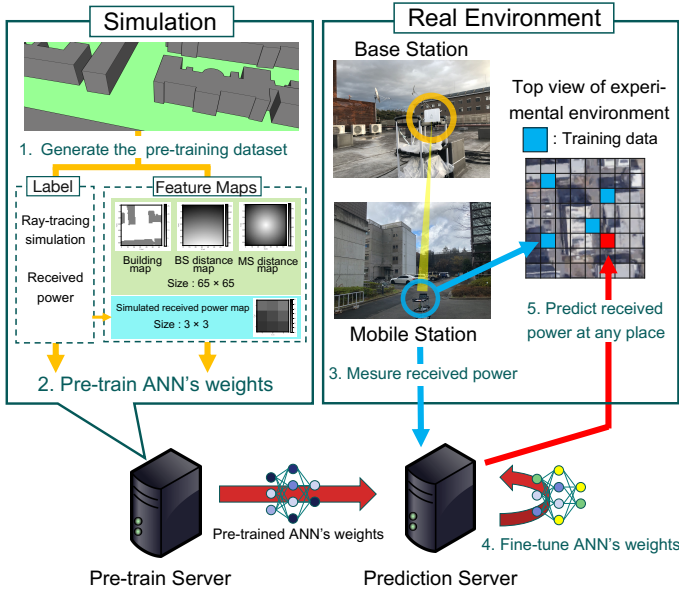 Simulation
1. Generate the pre-training dataset
Label
Ray-tracing
simulation
Received
power
Feature Maps
Building
map
BS distance
map
MS distance
map
Size : 65 × 65
Simulated received power map
Size : 3 × 3
2. Pre-train ANN's weights
Real Environment
Base Station
Mobile Station
Top view of experi-
mental environment
: Training data
3. Mesure received power
5. Predict received
power at any place
Pre-trained ANN's weights
4. Fine-tune ANN's weights
Pre-train Server
Prediction Server